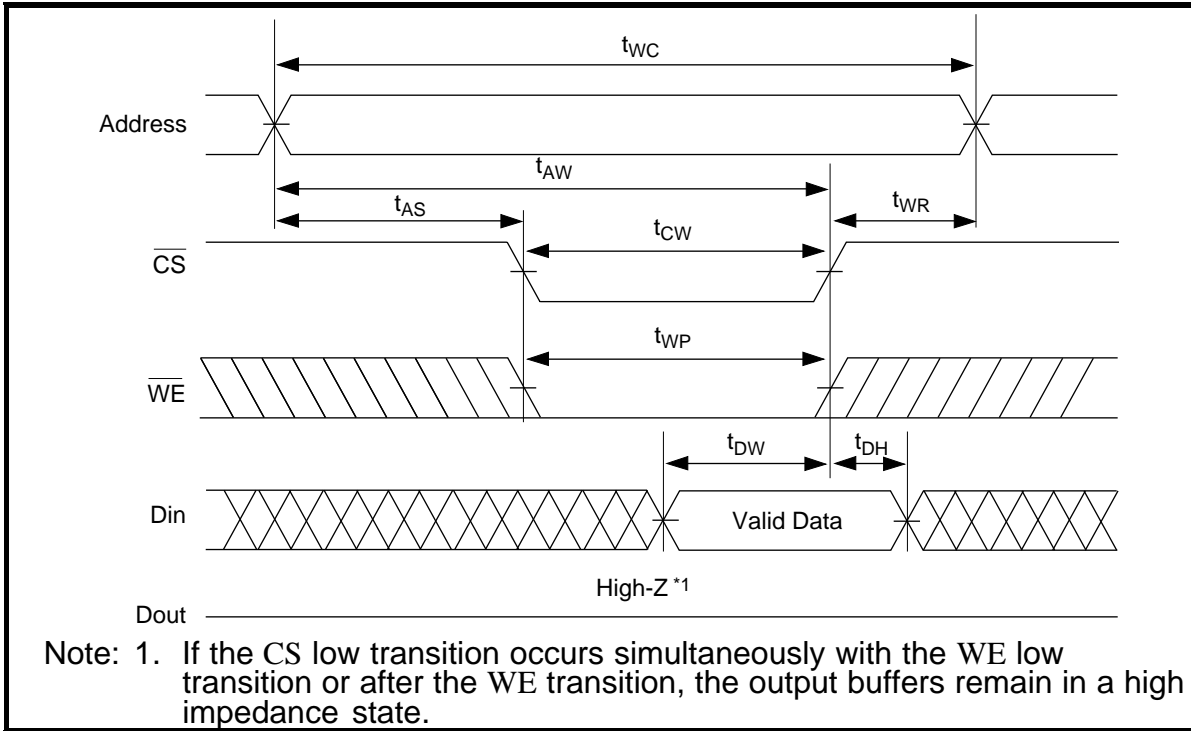 tWC
Address
tAW
tAS
tWR
tCW
CS
tWP
WE
tDW
tDH
Din
Valid Data
High-Z *1
Dout
Note: 1. If the CS low transition occurs simultaneously with the WE low
transition or after the WE transition, the output buffers remain in a high
impedance state.